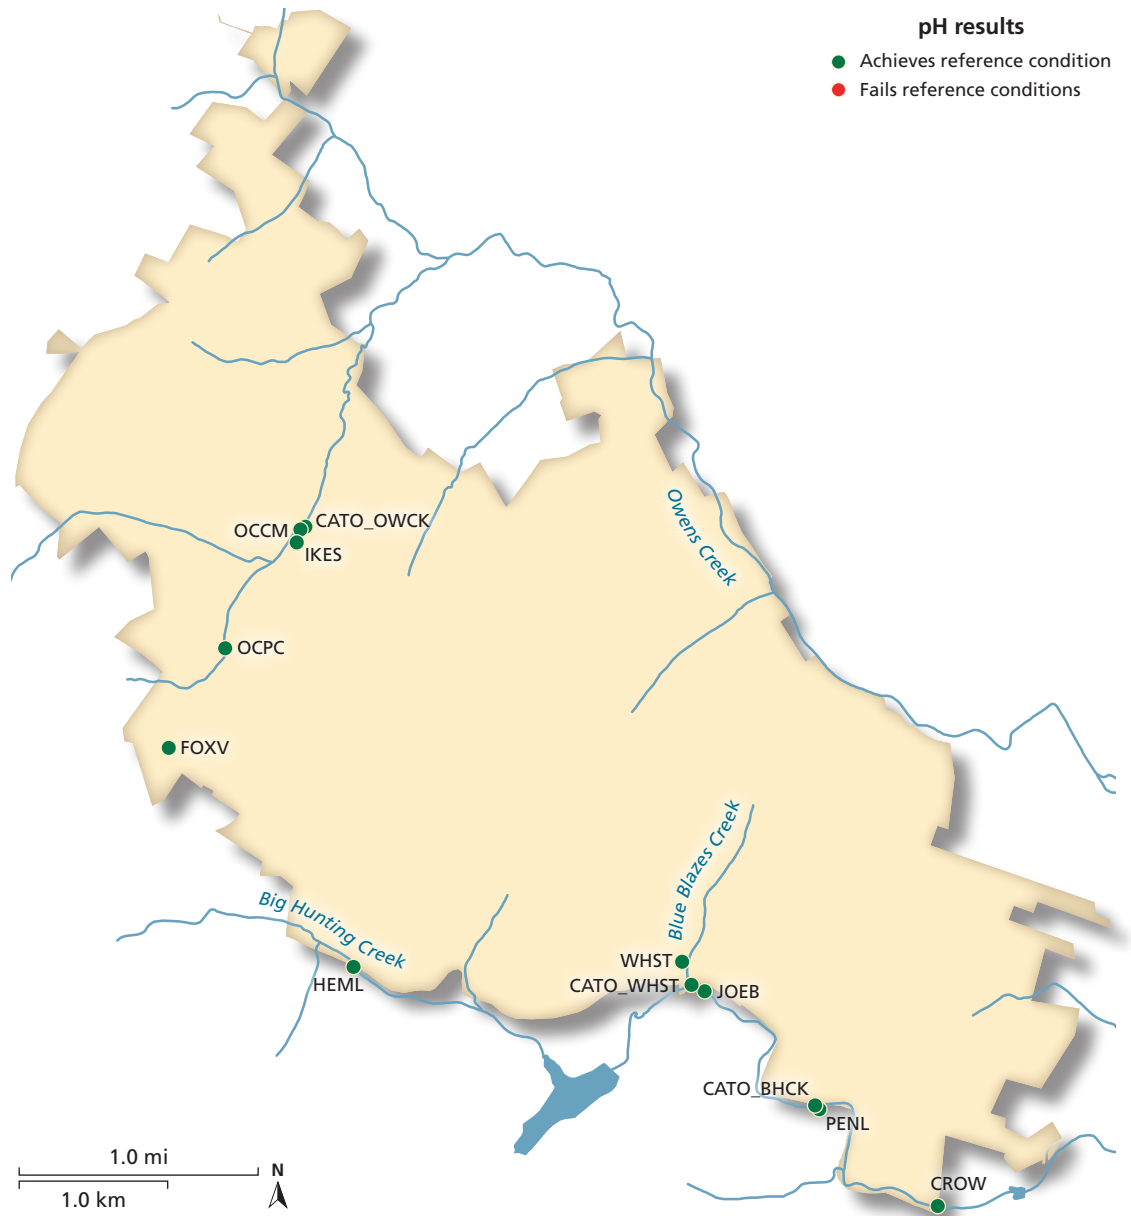 pH results
Achieves reference condition
Fails reference conditions
CATO_OWCK
OCCM
IKES
Owens Creek
OCPC
FOXV
Blue Blazes Creek
Big Hunting Creek
WHST
HEML
CATO_WHST
JOEB
CATO_BHCK
PENL
1.0 mi
N
1.0 km
CROW